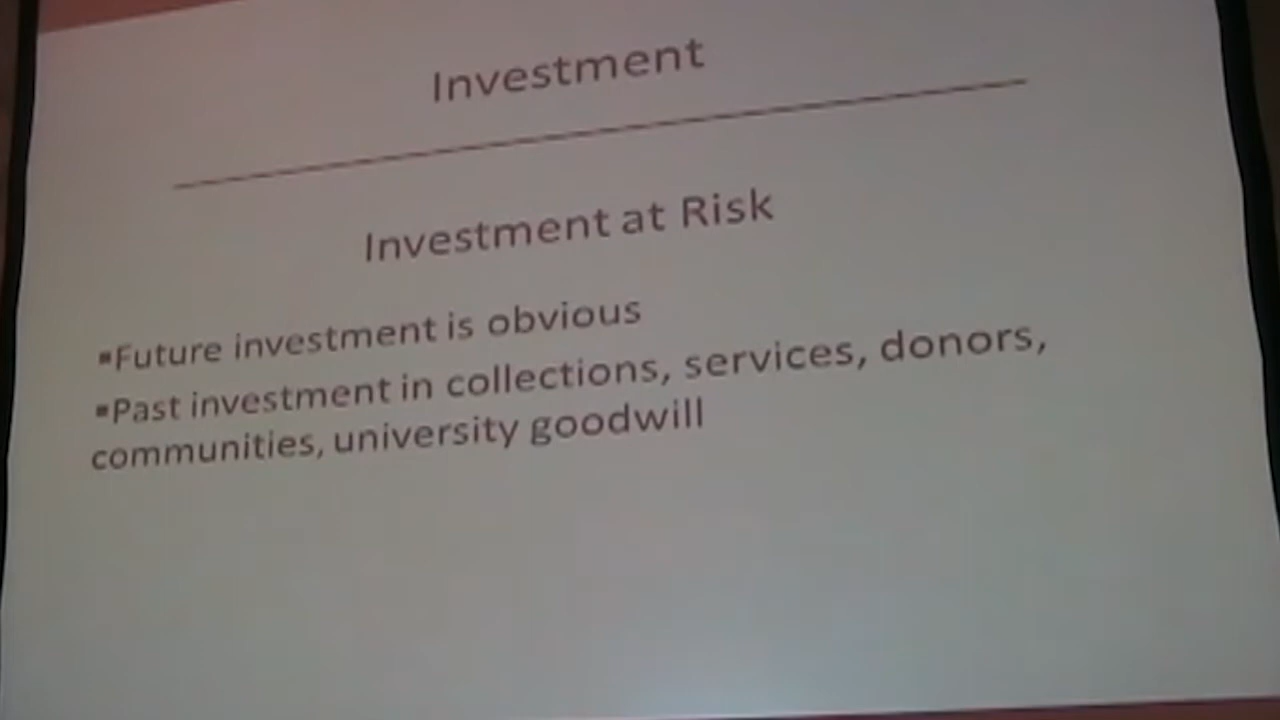 Investment
Investment at Risk
▪Future investment is obvious
▪Past investment in collections, services, donors,
communities, university goodwill